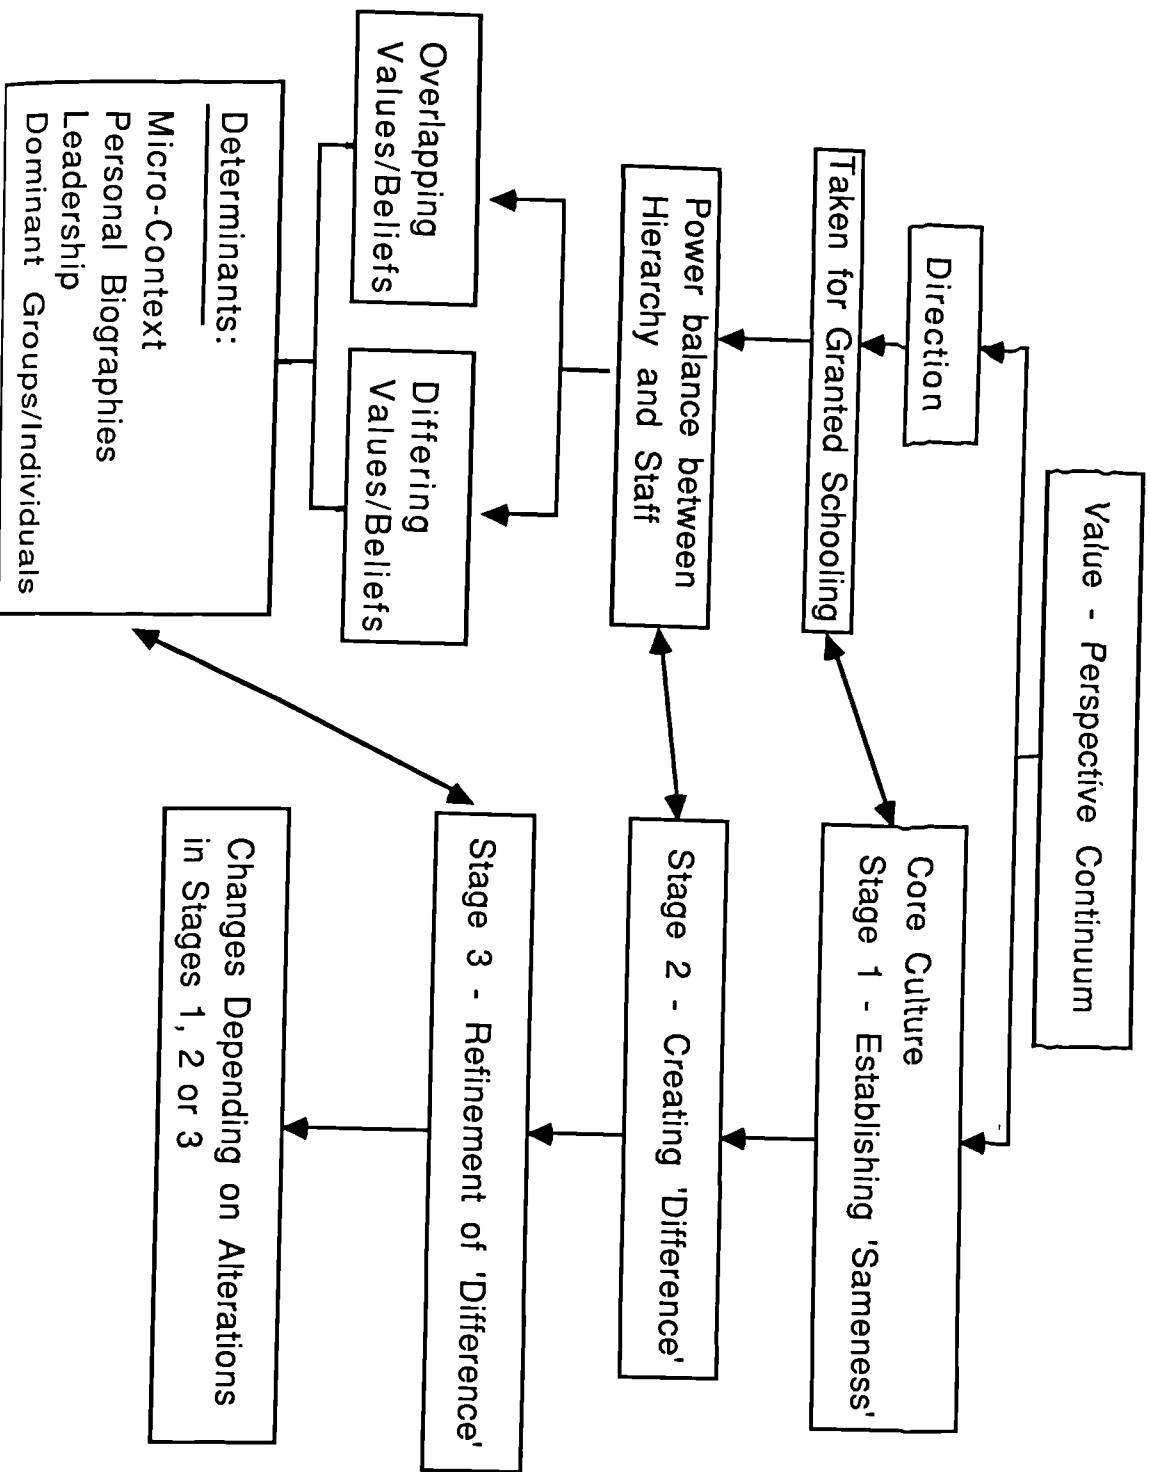 Value - Perspective Continuum
Direction
Taken for Granted Schooling
Power balance between
Hierarchy and Staff
Overlapping
Values/Beliefs
Differing
Values/Beliefs
Determinants:
Micro-Context
Personal Biographies
Leadership
Dominant Groups/Individuals
Core Culture
Stage 1 - Establishing 'Sameness'
Stage 2 - Creating 'Difference'
Stage 3 - Refinement of 'Difference'
Changes Depending on Alterations
in Stages 1, 2 or 3